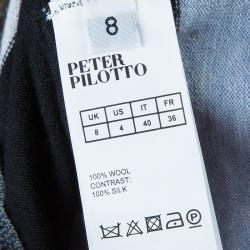 8
PETER
PILOTTO
UK US IT FR
8 4 40 36
100% WOOL
CONTRAST:
100% SILK